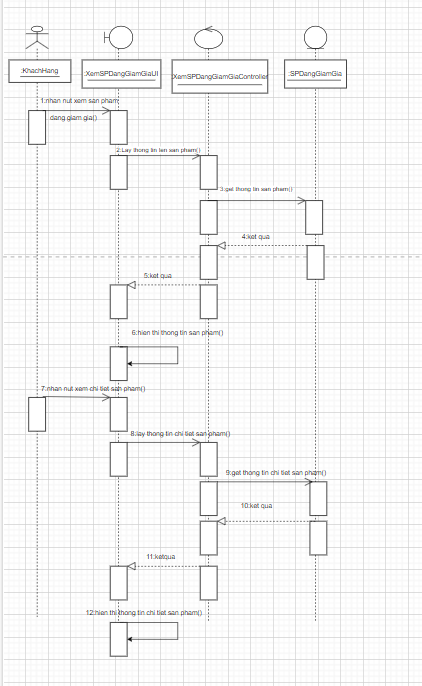 :KhachHang
:XemSPDangGiamGiaUI
:XemSPDangGiamGiaController
:SPDangGiamGia
1:nhan nut xem san pham
dang giam gia()
2:Lay thong tin ten san pham()
3:get thong tin san pham()
4:ket qua
5:ket qua
6:hien thi thong tin san pham()
7:nhan nut xem chi tiet san pham()
8:lay thong tin chi tiet san pham()
9:get thong tin chi tiet san pham()
10:ket qua
11:ketqua
12:hien thi thong tin chi tiet san pham()